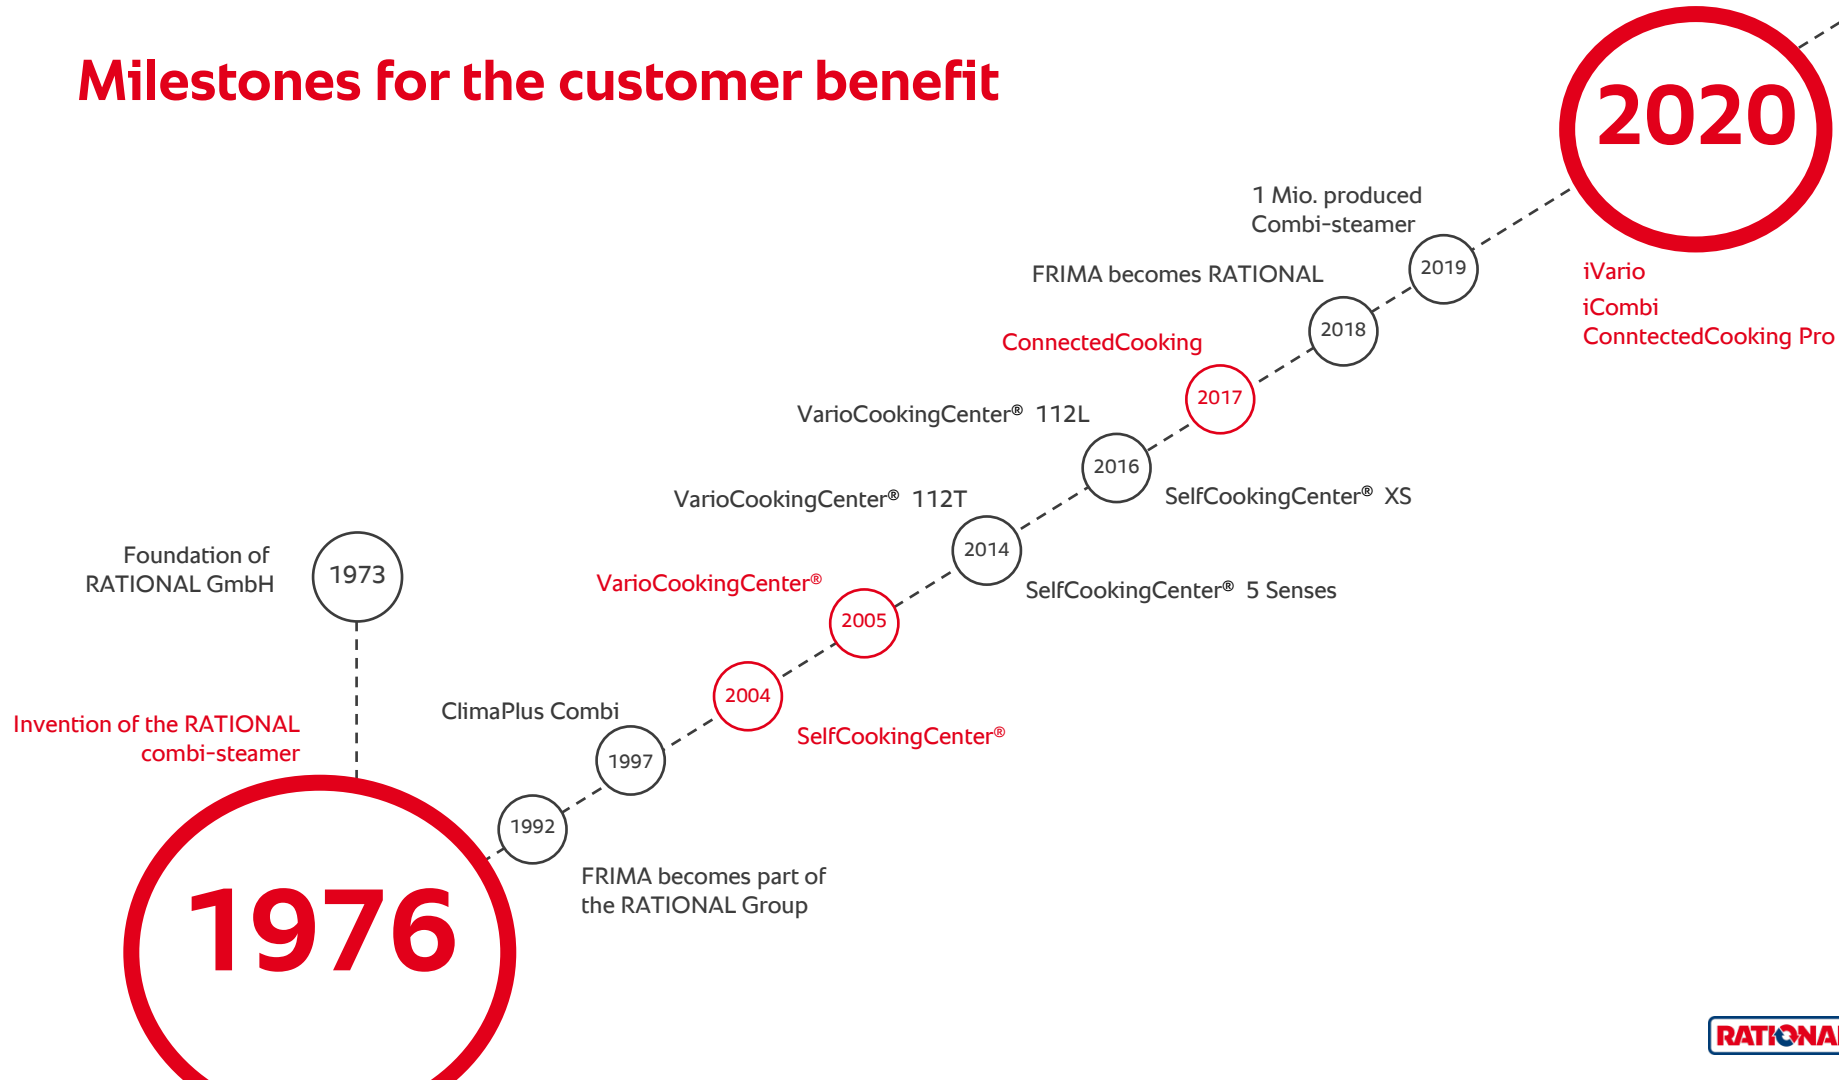 Milestones for the customer benefit
2020
1 Mio. produced
Combi-steamer
2019
iVario
iCombi
ConntectedCooking Pro
FRIMA becomes RATIONAL
2018
ConnectedCooking
2017
VarioCookingCenter® 112L
2016
SelfCookingCenter® XS
VarioCookingCenter® 112T
2014
SelfCookingCenter® 5 Senses
Foundation of
RATIONAL GmbH
1973
VarioCookingCenter®
2005
2004
SelfCookingCenter®
Invention of the RATIONAL
combi-steamer
ClimaPlus Combi
1997
1992
FRIMA becomes part of
the RATIONAL Group
1976
RATIONAL